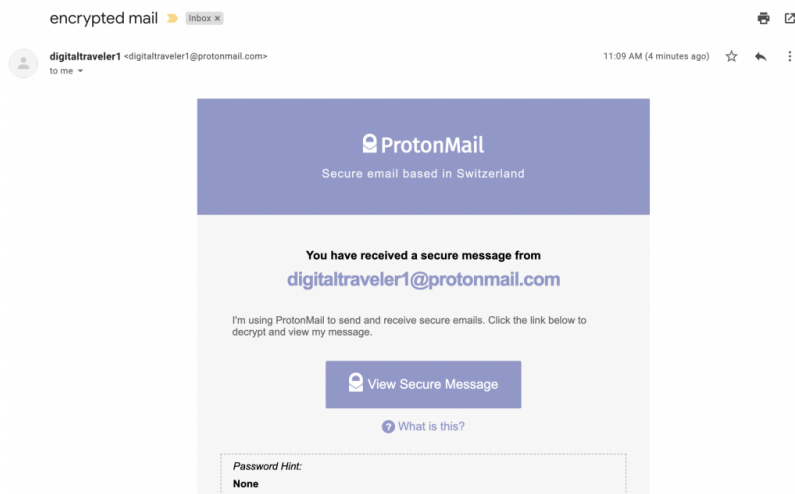 encrypted mail
Inbox ×
digitaltraveler1 <digitaltraveler1@protonmail.com>
11:09 AM (4 minutes ago)
to me
ProtonMail
Secure email based in Switzerland
You have received a secure message from
digitaltraveler1@protonmail.com
I'm using ProtonMail to send and receive secure emails. Click the link below to
decrypt and view my message.
View Secure Message
? What is this?
Password Hint:
None